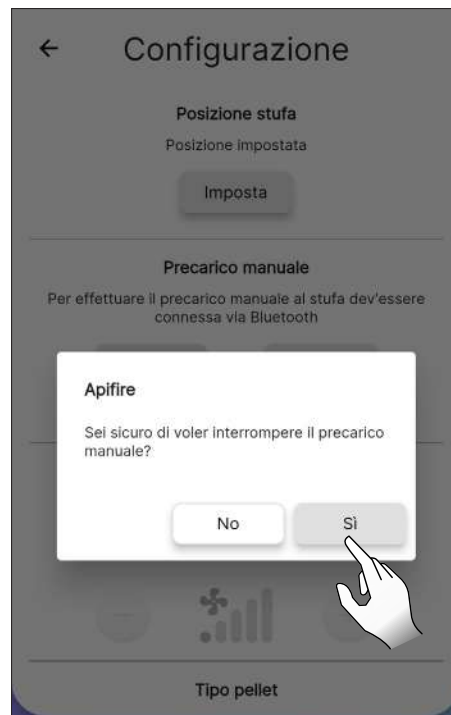 Configurazione
Posizione stufa
Posizione impostata
Imposta
Precarico manuale
Per effettuare il precarico manuale al stufa dev'essere
connessa via Bluetooth
Apifire
Sei sicuro di voler interrompere il precarico
manuale?
No
Sì
Tipo pellet